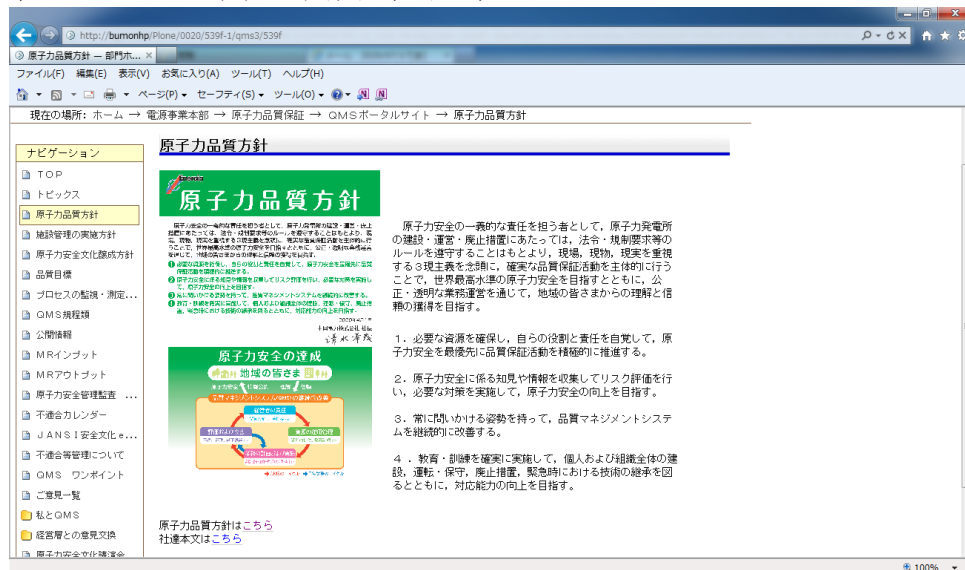 http://bumonhp/Plone/0020/539f-1/qms3/539f
原子力品質方針 — 部門ホ...
ファイル(F) 編集(E) 表示(V) お気に入り(A) ツール(T) ヘルプ(H)
ページ(P) セーフティ(S) ツール(O)
現在の場所: ホーム → 電源事業本部 → 原子力品質保証 → QMSポータルサイト → 原子力品質方針
ナビゲーション
TOP
トピックス
原子力品質方針
施設管理の実施方針
原子力安全文化醸成方針
品質目標
プロセスの監視・測定...
QMS規程類
公開情報
MRインプット
MRアウトプット
原子力安全管理監査 ...
不適合カレンダー
JANSI安全文化e...
不適合等管理について
QMS ワンポイント
ご意見一覧
私とQMS
経営層との意見交換
原子力安全文化講演会
原子力品質方針
原子力品質方針
原子力安全の達成
地域の皆さま
原子力安全の一義的な責任を担う者として，原子力発電所
の建設・運営・廃止措置にあたっては，法令・規制要求等の
ルールを遵守することはもとより，現場，現物，現実を重視
する3現主義を念頭に，確実な品質保証活動を主体的に行う
ことで，世界最高水準の原子力安全を目指すとともに，公
正・透明な業務運営を通じて，地域の皆さまからの理解と信
頼の獲得を目指す。
1．必要な資源を確保し，自らの役割と責任を自覚して，原
子力安全を最優先に品質保証活動を積極的に推進する。
2．原子力安全に係る知見や情報を収集してリスク評価を行
い，必要な対策を実施して，原子力安全の向上を目指す。
3．常に問いかける姿勢を持って，品質マネジメントシステ
ムを継続的に改善する。
4 ．教育・訓練を確実に実施して，個人および組織全体の建
設，運転・保守，廃止措置，緊急時における技術の継承を図
るとともに，対応能力の向上を目指す。
原子力品質方針はこちら
社達本文はこちら
100%